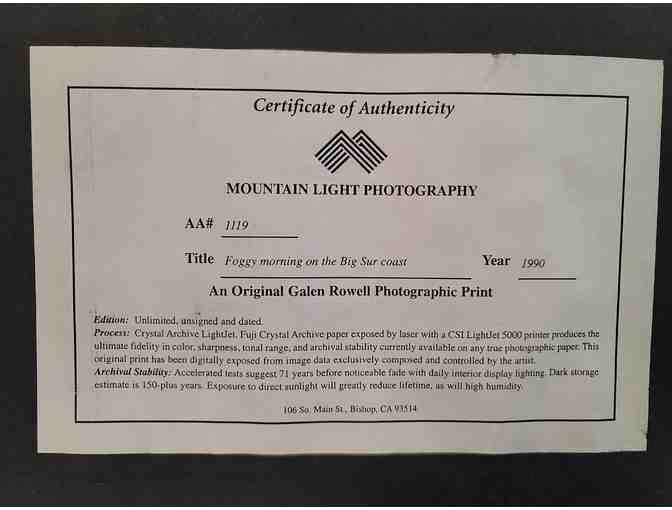 Certificate of Authenticity
MOUNTAIN LIGHT PHOTOGRAPHY
AA# 1119
Title Foggy morning on the Big Sur coast Year 1990
An Original Galen Rowell Photographic Print
Edition: Unlimited, unsigned and dated.
Process: Crystal Archive LightJet. Fuji Crystal Archive paper exposed by laser with a CSI LightJet 5000 printer produces the
ultimate fidelity in color, sharpness, tonal range, and archival stability currently available on any true photographic paper. This
original print has been digitally exposed from image data exclusively composed and controlled by the artist.
Archival Stability: Accelerated tests suggest 71 years before noticeable fade with daily interior display lighting. Dark storage
estimate is 150-plus years. Exposure to direct sunlight will greatly reduce lifetime, as will high humidity.
106 So. Main St., Bishop, CA 93514